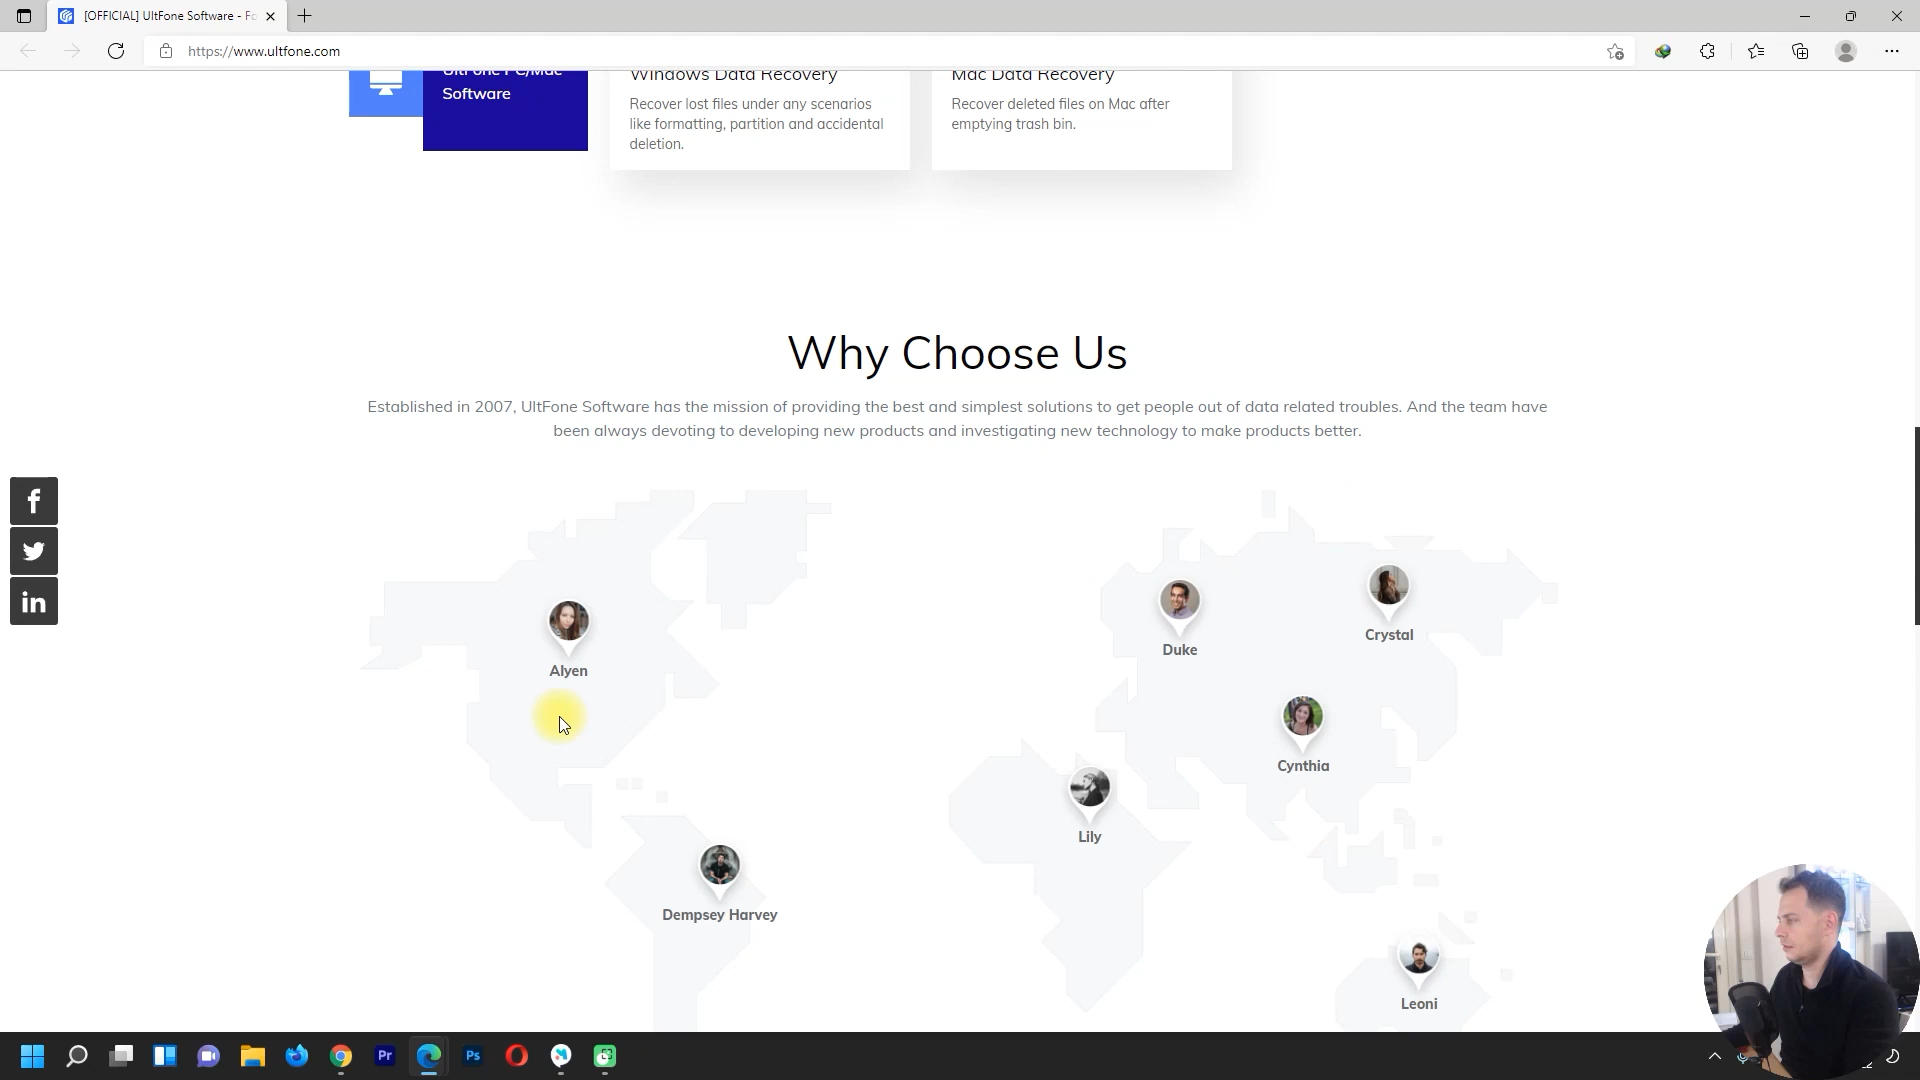 [OFFICIAL] UltFone Software - Fo
https://www.ultfone.com
UltFone PC/Mac
Software
Windows Data Recovery
Recover lost files under any scenarios
like formatting, partition and accidental
deletion.
Mac Data Recovery
Recover deleted files on Mac after
emptying trash bin.
Why Choose Us
Established in 2007, UltFone Software has the mission of providing the best and simplest solutions to get people out of data related troubles. And the team have
been always devoting to developing new products and investigating new technology to make products better.
f
in
Alyen
Duke
Crystal
Cynthia
Lily
Dempsey Harvey
Leoni
Pr
Ps